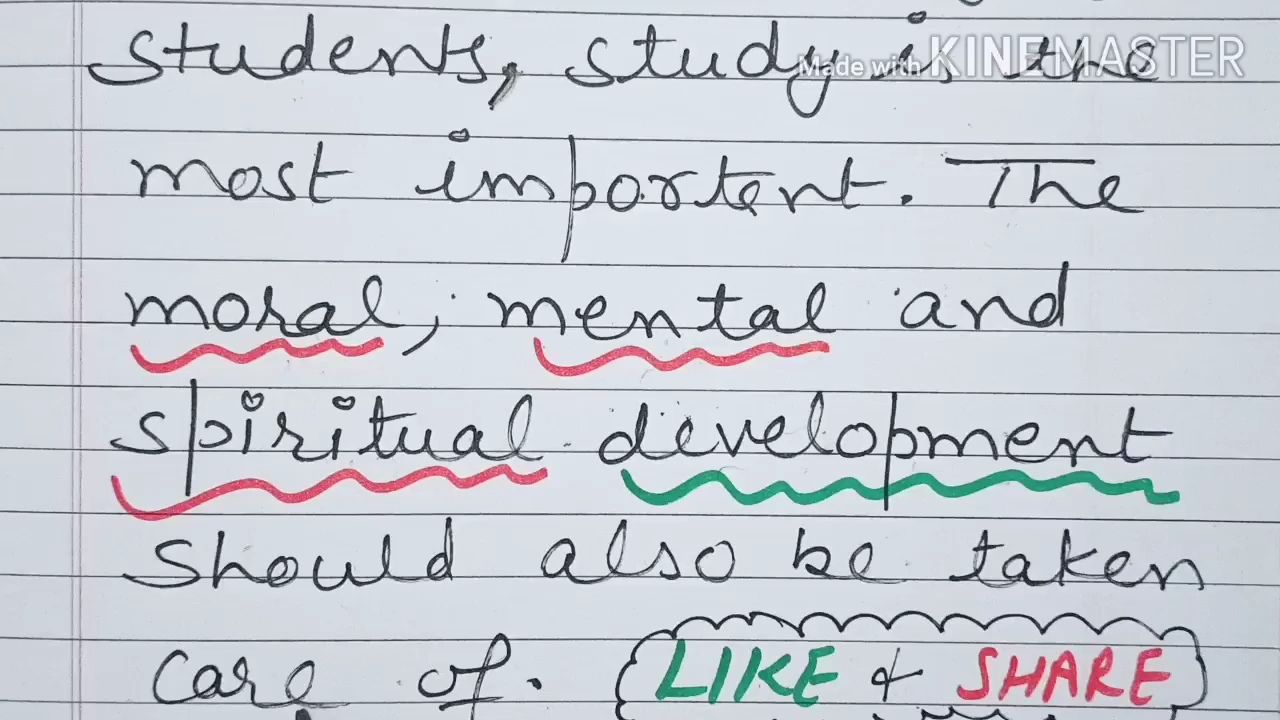 students, study is the
Made with KINEMASTER
most importent. The
moral, mental and
spiritual development
should also be taken
care of.
LIKE & SHARE